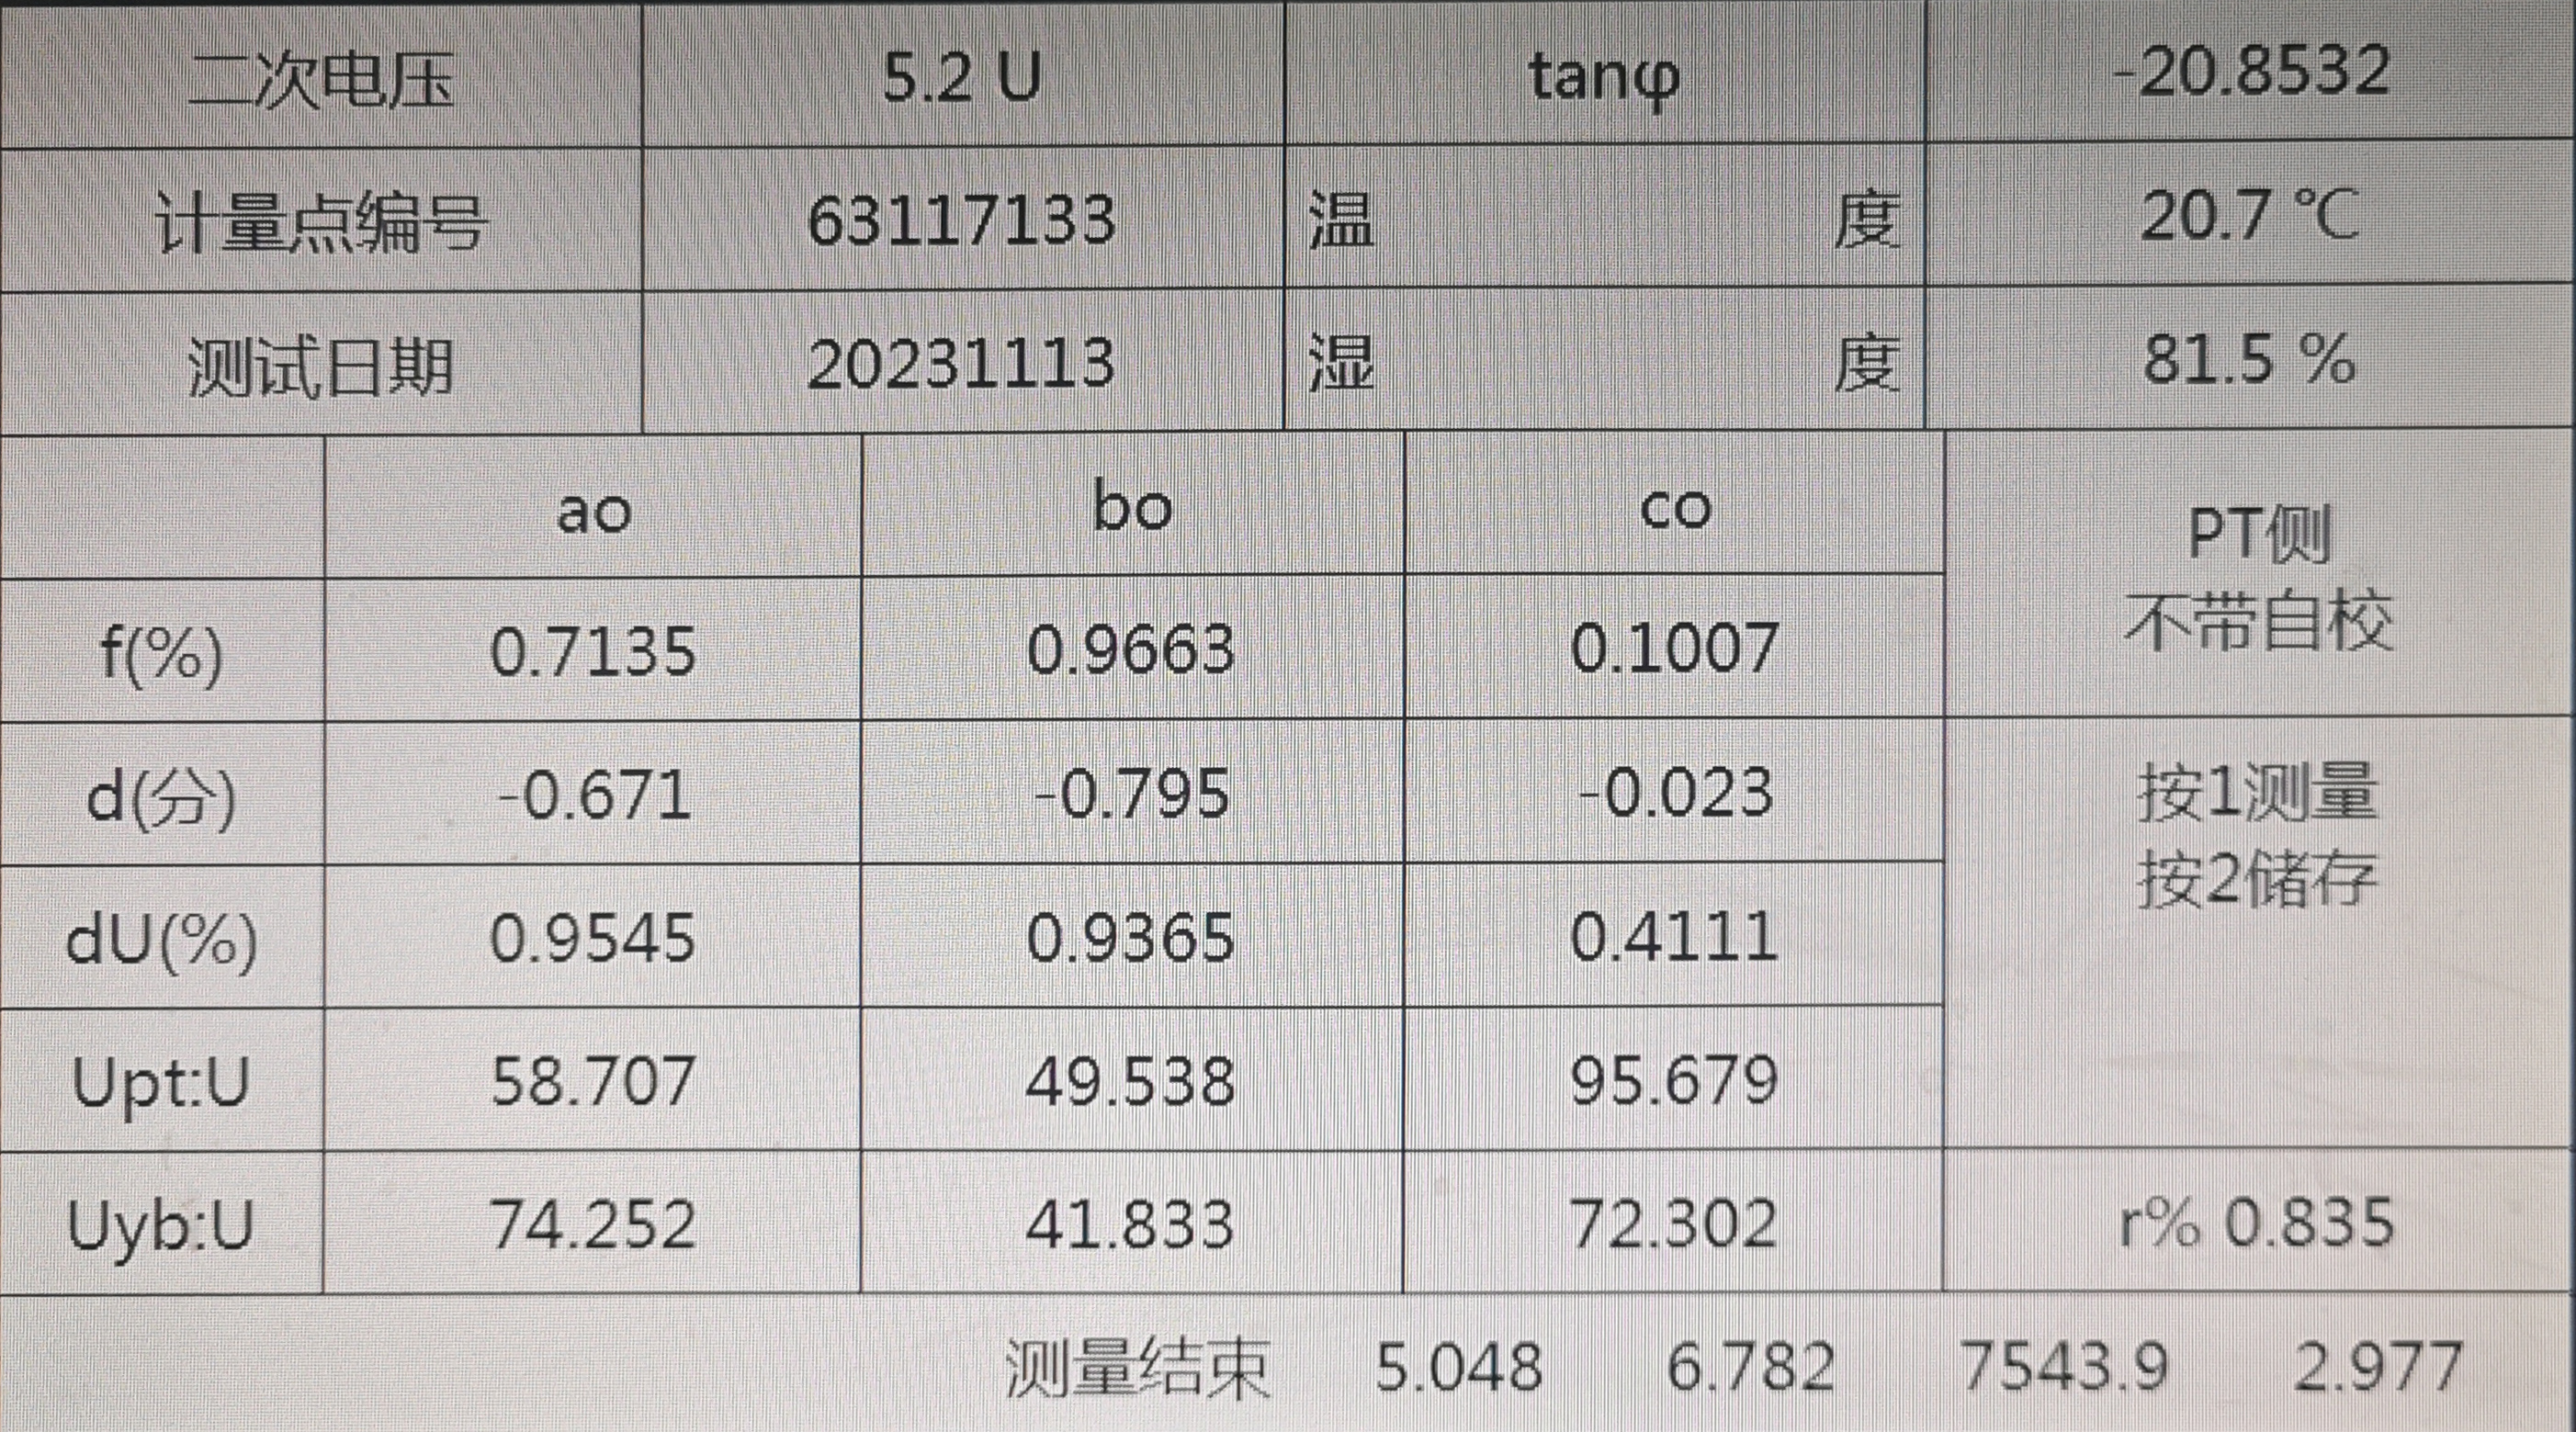 二次电压 5.2 U tanφ -20.8532
计量点编号 63117133 温 度 20.7 ℃
测试日期 20231113 湿 度 81.5 %
ao bo co
PT侧
不带自校
f(%) 0.7135 0.9663 0.1007
d(分) -0.671 -0.795 -0.023
按1测量
按2储存
dU(%) 0.9545 0.9365 0.4111
Upt:U 58.707 49.538 95.679
Uyb:U 74.252 41.833 72.302 r% 0.835
测量结束 5.048 6.782 7543.9 2.977